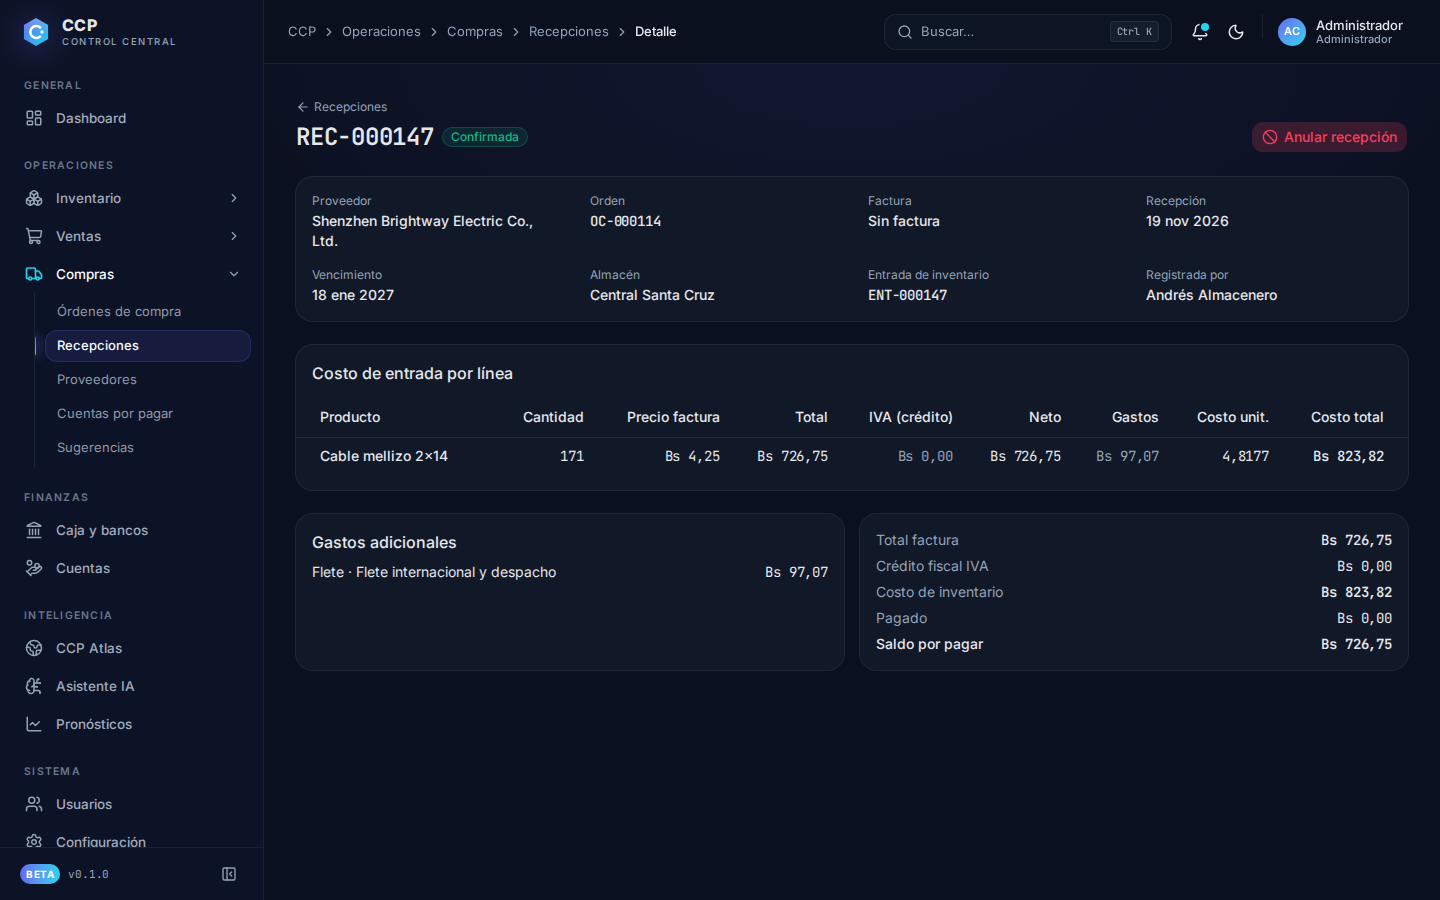 CCP
CONTROL CENTRAL
GENERAL
Dashboard
OPERACIONES
Inventario
Ventas
Compras
Órdenes de compra
Recepciones
Proveedores
Cuentas por pagar
Sugerencias
FINANZAS
Caja y bancos
Cuentas
INTELIGENCIA
CCP Atlas
Asistente IA
Pronósticos
SISTEMA
Usuarios
Configuración
BETA v0.1.0
CCP > Operaciones > Compras > Recepciones > Detalle
Buscar... Ctrl K
AC
Administrador
Administrador
← Recepciones
REC-000147 Confirmada
Anular recepción
Proveedor Orden Factura Recepción
Shenzhen Brightway Electric Co., Ltd. OC-000114 Sin factura 19 nov 2026
Vencimiento Almacén Entrada de inventario Registrada por
18 ene 2027 Central Santa Cruz ENT-000147 Andrés Almacenero
Costo de entrada por línea
Producto Cantidad Precio factura Total IVA (crédito) Neto Gastos Costo unit. Costo total
Cable mellizo 2×14 171 Bs 4,25 Bs 726,75 Bs 0,00 Bs 726,75 Bs 97,07 4,8177 Bs 823,82
Gastos adicionales
Flete · Flete internacional y despacho Bs 97,07
Total factura Bs 726,75
Crédito fiscal IVA Bs 0,00
Costo de inventario Bs 823,82
Pagado Bs 0,00
Saldo por pagar Bs 726,75